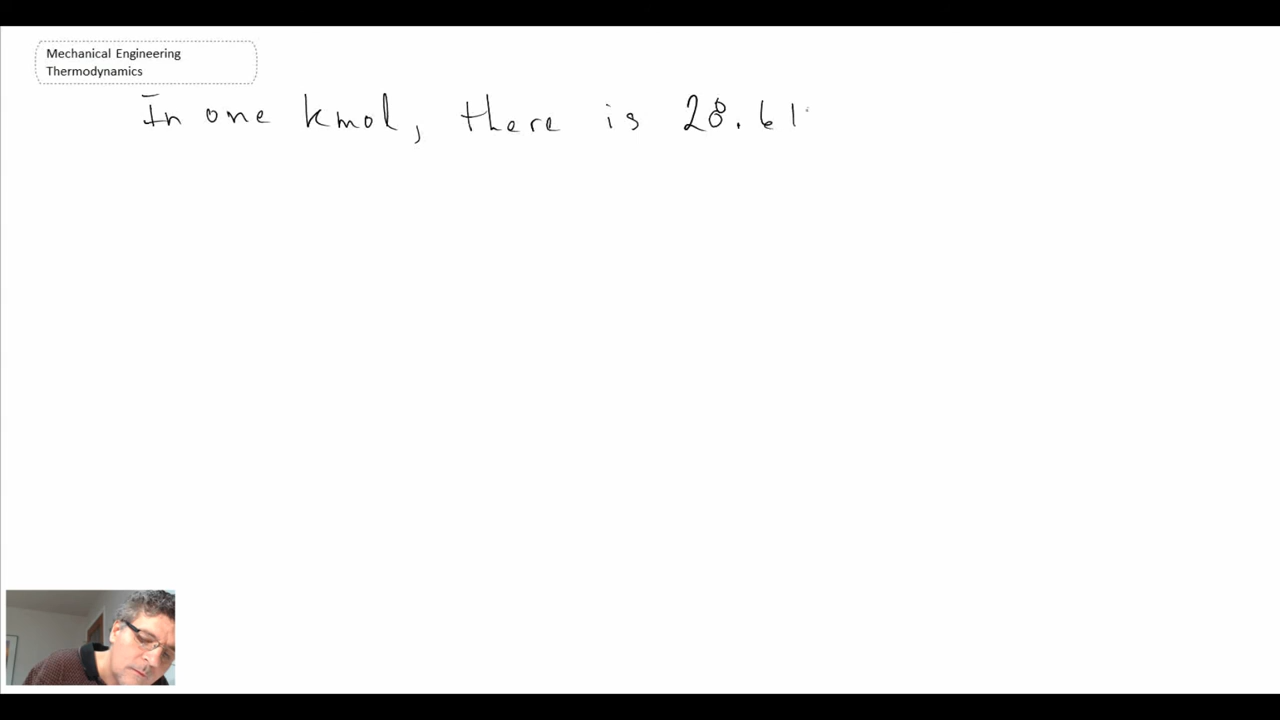 Mechanical Engineering
Thermodynamics
In one kmol, there is 28.61